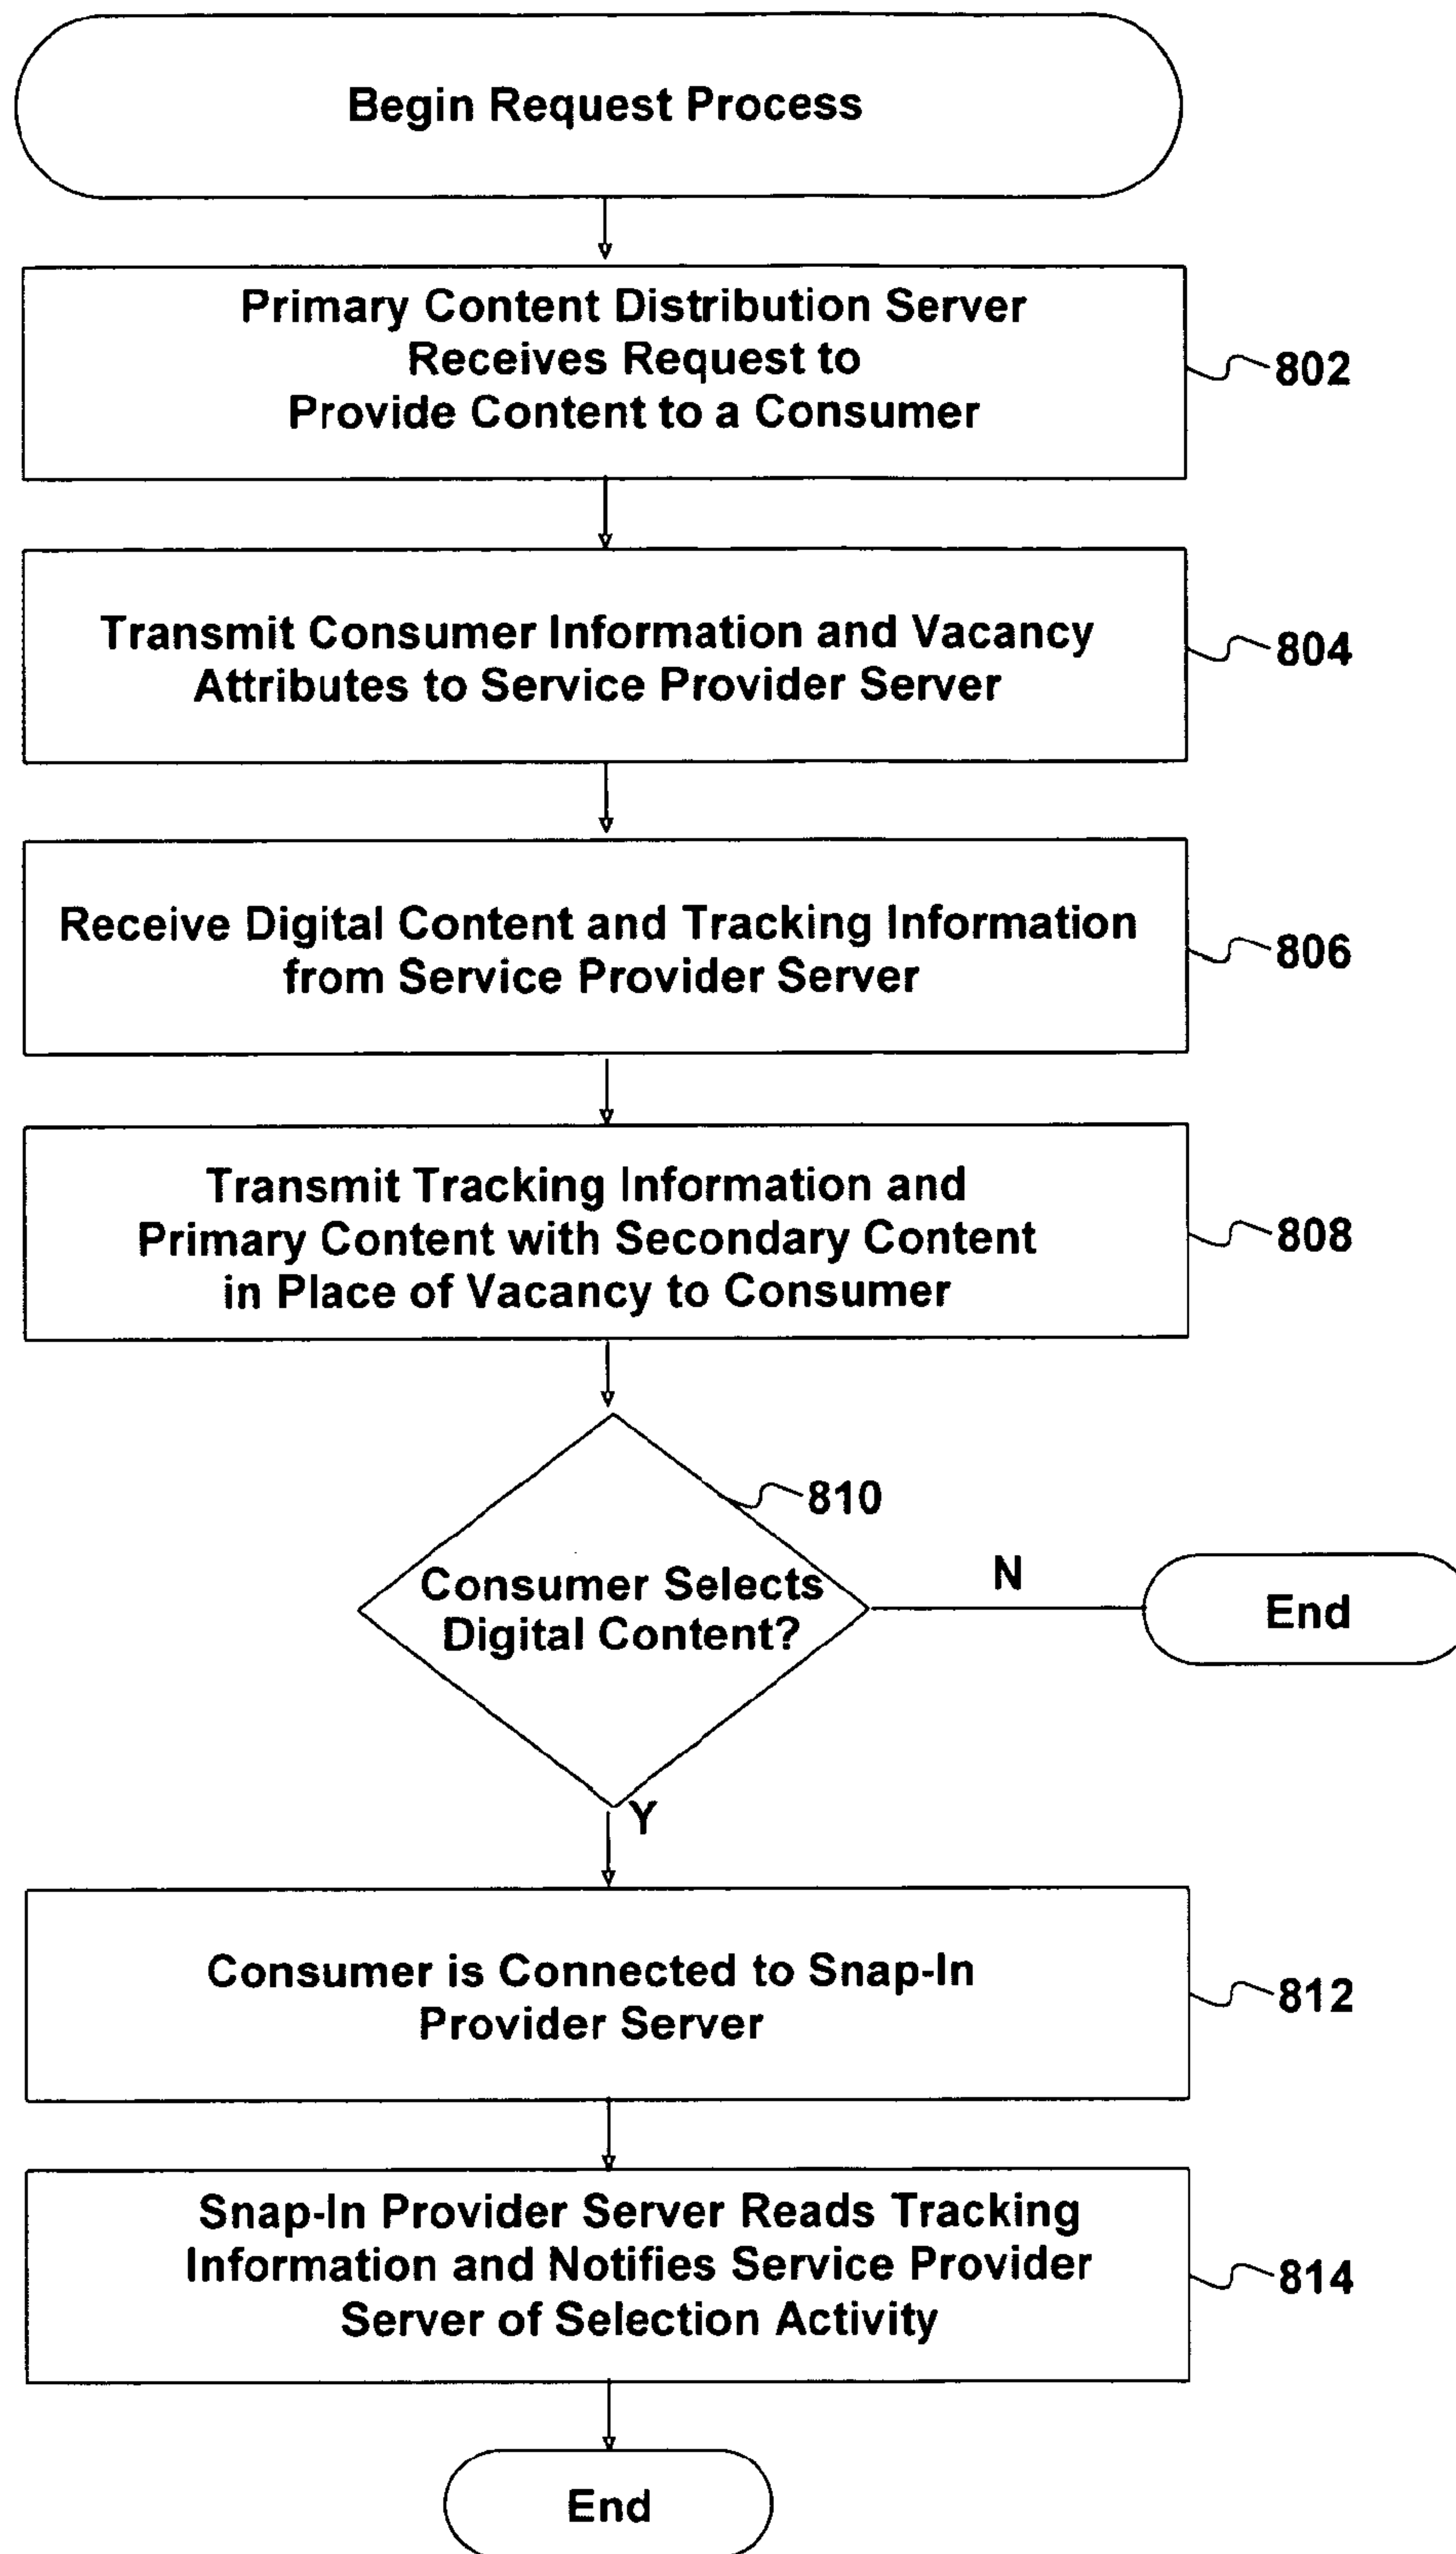 Begin Request Process
Primary Content Distribution Server
Receives Request to
Provide Content to a Consumer
802
Transmit Consumer Information and Vacancy
Attributes to Service Provider Server
804
Receive Digital Content and Tracking Information
from Service Provider Server
806
Transmit Tracking Information and
Primary Content with Secondary Content
in Place of Vacancy to Consumer
808
810
Consumer Selects
Digital Content?
N
End
Y
Consumer is Connected to Snap-In
Provider Server
812
Snap-In Provider Server Reads Tracking
Information and Notifies Service Provider
Server of Selection Activity
814
End